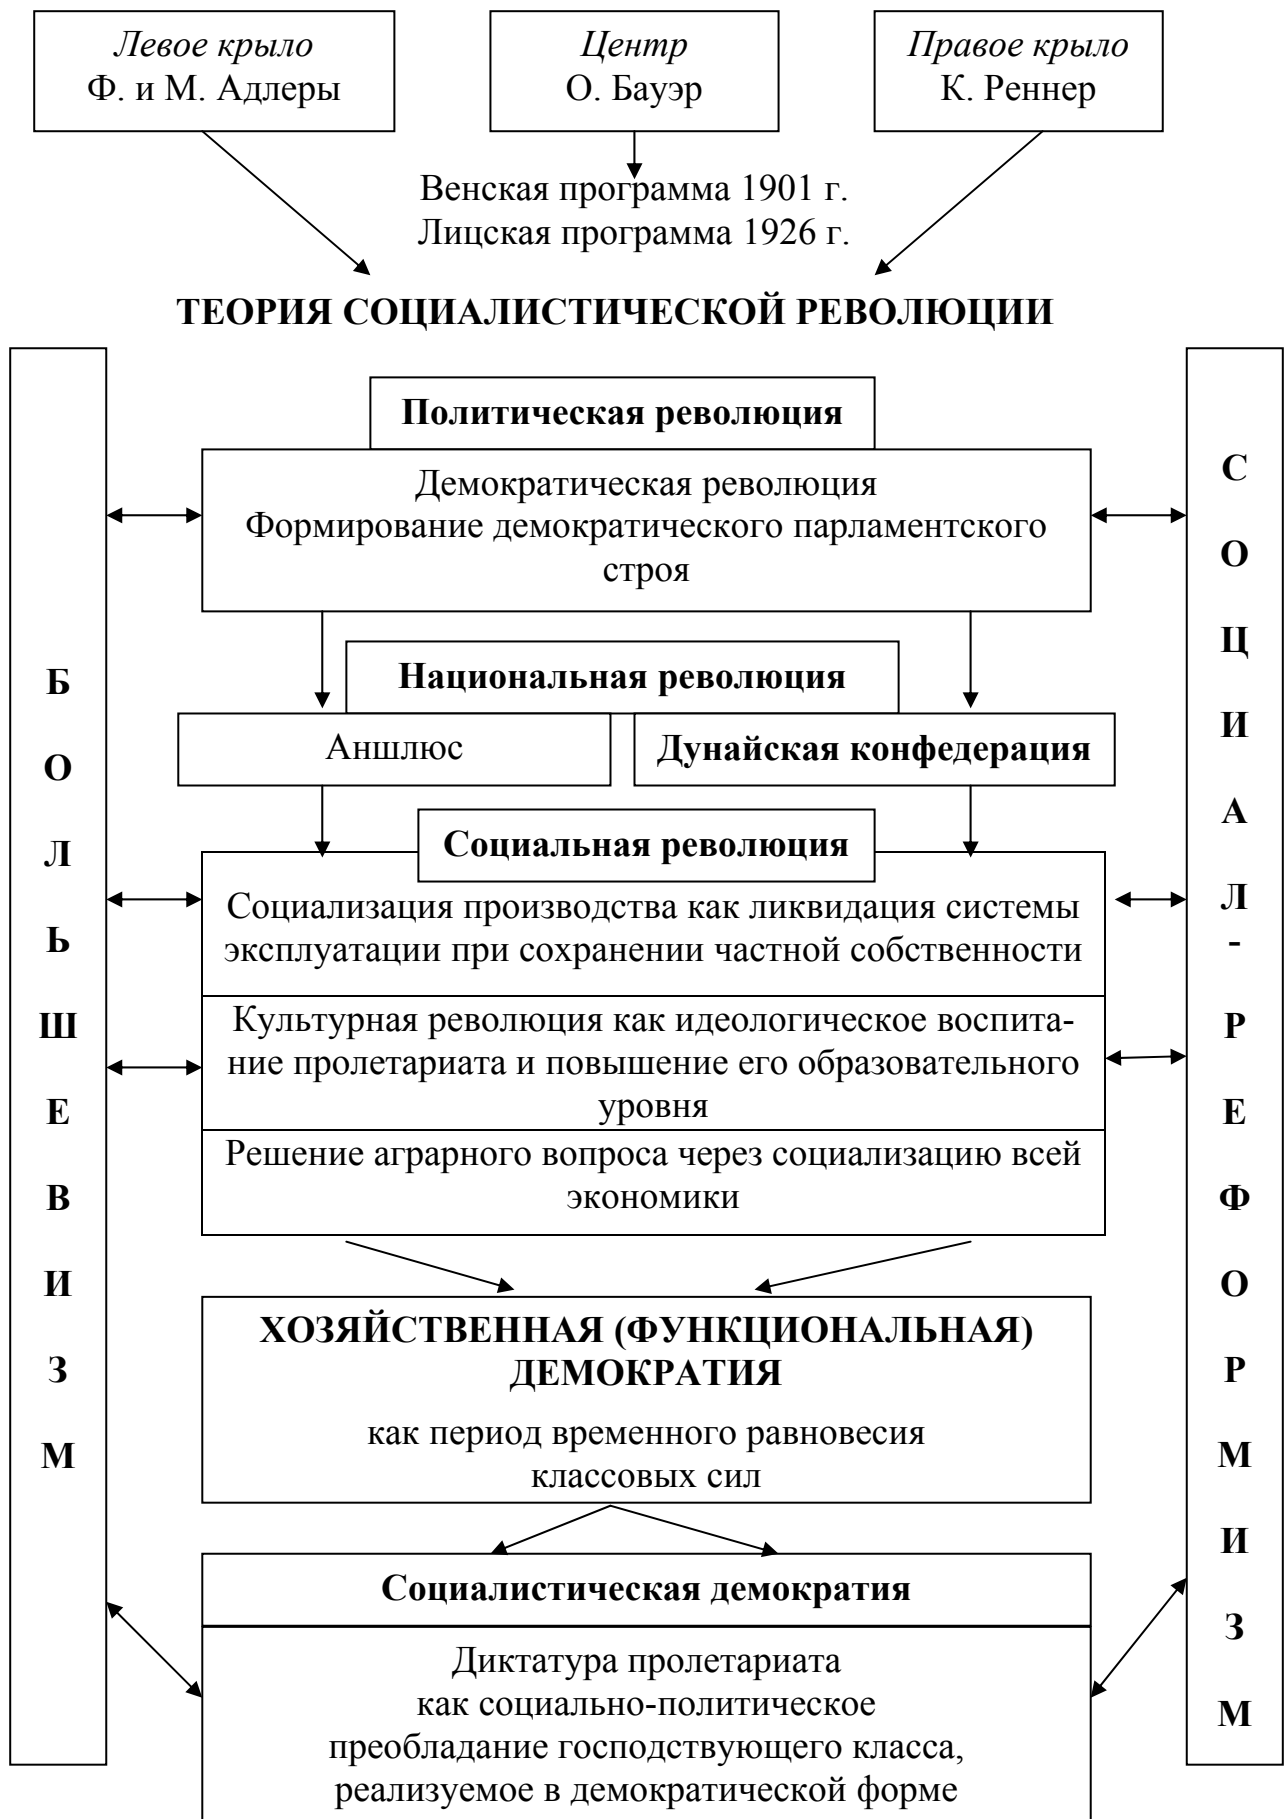 Левое крыло
Ф. и М. Адлеры
Центр
О. Бауэр
Правое крыло
К. Реннер
Венская программа 1901 г.
Лицская программа 1926 г.
ТЕОРИЯ СОЦИАЛИСТИЧЕСКОЙ РЕВОЛЮЦИИ
БОЛЬШЕВИЗМ
Политическая революция
Демократическая революция
Формирование демократического парламентского
строя
Национальная революция
Аншлюс
Дунайская конфедерация
Социальная революция
Социализация производства как ликвидация системы
эксплуатации при сохранении частной собственности
Культурная революция как идеологическое воспита-
ние пролетариата и повышение его образовательного
уровня
Решение аграрного вопроса через социализацию всей
экономики
ХОЗЯЙСТВЕННАЯ (ФУНКЦИОНАЛЬНАЯ)
ДЕМОКРАТИЯ
как период временного равновесия
классовых сил
Социалистическая демократия
Диктатура пролетариата
как социально-политическое
преобладание господствующего класса,
реализуемое в демократической форме
СОЦИАЛ-РЕФОРМИЗМ